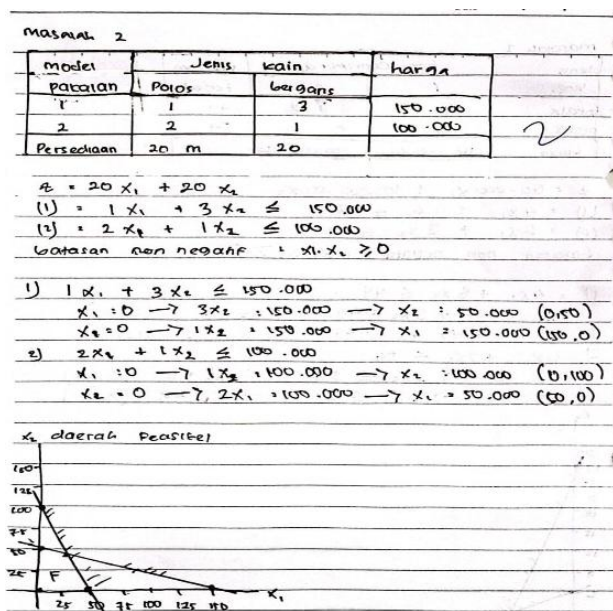 Masalah 2
model pakaian Jenis kain harga
Polos bergaris
1 1 3 150.000
2 2 1 100.000
Persediaan 20 m 20
2
z = 20 x₁ + 20 x₂
(1) = 1 x₁ + 3 x₂ ≤ 150.000
(2) = 2 x₁ + 1 x₂ ≤ 100.000
batasan non negatif = x₁. x₂ ≥ 0
1) 1 x₁ + 3 x₂ ≤ 150.000
x₁ = 0 → 3x₂ = 150.000 → x₂ = 50.000 (0,50)
x₂ = 0 → 1x₂ = 150.000 → x₁ = 150.000 (150,0)
2) 2x₁ + 1x₂ ≤ 100.000
x₁ = 0 → 1x₂ = 100.000 → x₂ = 100.000 (0,100)
x₂ = 0 → 2x₁ = 100.000 → x₁ = 50.000 (50,0)
x₂ daerah feasibel
150
125
100
75
50
25 F
25 50 75 100 125 150 x₁